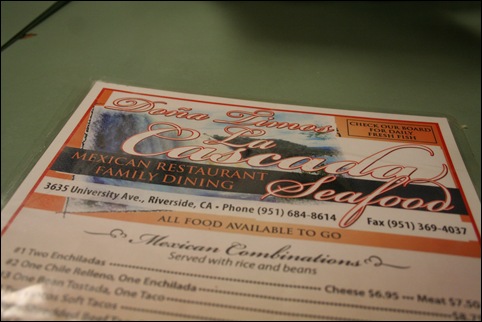 Doña Limos
La
Cascada
Seafood
CHECK OUR BOARD
FOR DAILY
FRESH FISH
MEXICAN RESTAURANT
FAMILY DINING
3635 University Ave., Riverside, CA • Phone (951) 684-8614 Fax (951) 369-4037
ALL FOOD AVAILABLE TO GO
Mexican Combinations
Served with rice and beans
#1 Two Enchiladas
#2 One Chile Relleno, One Enchilada Cheese $6.95 --- Meat $7.50
#3 One Bean Tostada, One Taco
Soft Tacos